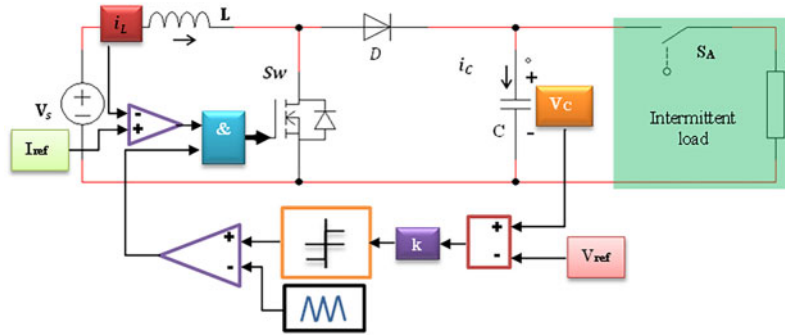 i_L
L
D
Sw
i_C
+
S_A
V_s
-
+
&
V_C
I_ref
C
-
Intermittent
load
+
-
k
+
-
V_ref